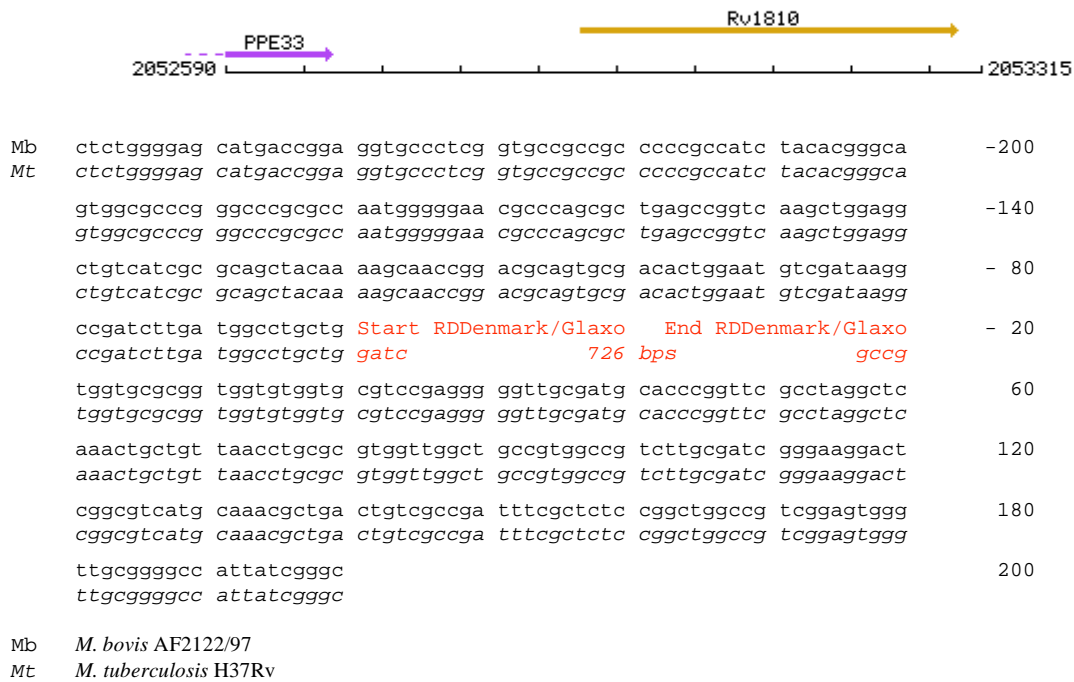 Rv1810
PPE33
2052590 2053315
Mb ctctggggag catgaccgga ggtgccctcg gtgccgccgc ccccgccatc tacacgggca -200
Mt ctctggggag catgaccgga ggtgccctcg gtgccgccgc ccccgccatc tacacgggca
gtggcgcccg ggcccgcgcc aatgggggaa cgcccagcgc tgagccggtc aagctggagg -140
gtggcgcccg ggcccgcgcc aatgggggaa cgcccagcgc tgagccggtc aagctggagg
ctgtcatcgc gcagctacaa aagcaaccgg acgcagtgcg acactggaat gtcgataagg - 80
ctgtcatcgc gcagctacaa aagcaaccgg acgcagtgcg acactggaat gtcgataagg
ccgatcttga tggcctgctg Start RDDenmark/Glaxo End RDDenmark/Glaxo - 20
ccgatcttga tggcctgctg gatc 726 bps gccg
tggtgcgcgg tggtgtggtg cgtccgaggg ggttgcgatg cacccggttc gcctaggctc 60
tggtgcgcgg tggtgtggtg cgtccgaggg ggttgcgatg cacccggttc gcctaggctc
aaactgctgt taacctgcgc gtggttggct gccgtggccg tcttgcgatc gggaaggact 120
aaactgctgt taacctgcgc gtggttggct gccgtggccg tcttgcgatc gggaaggact
cggcgtcatg caaacgctga ctgtcgccga tttcgctctc cggctggccg tcggagtggg 180
cggcgtcatg caaacgctga ctgtcgccga tttcgctctc cggctggccg tcggagtggg
ttgcggggcc attatcgggc 200
ttgcggggcc attatcgggc
Mb M. bovis AF2122/97
Mt M. tuberculosis H37Rv